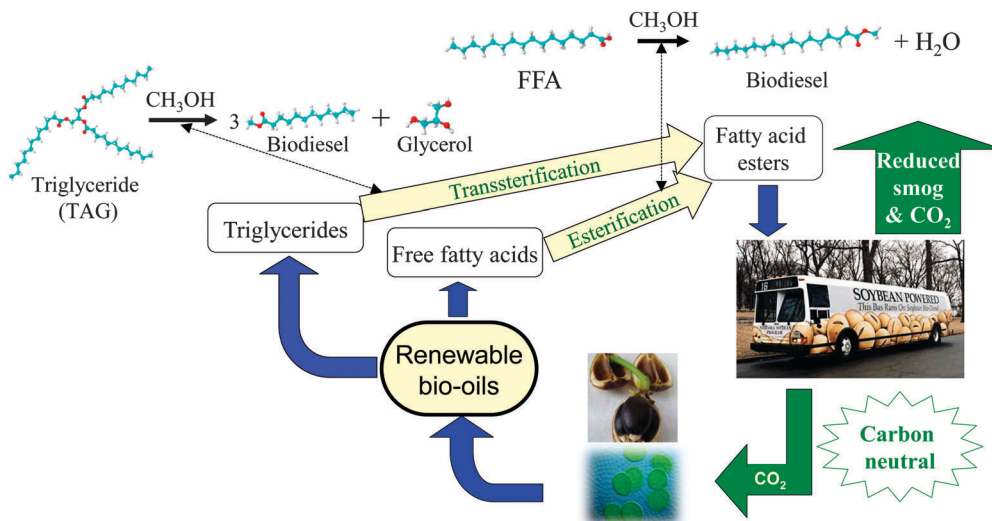 CH₃OH
FFA
Biodiesel
+ H₂O
CH₃OH
3
Biodiesel
+
Glycerol
Triglyceride
(TAG)
Fatty acid
esters
Reduced
smog
& CO₂
Transsterification
Esterification
Triglycerides
Free fatty acids
16
SOYBEAN POWERED
This Bus Runs On Soybean Bio-Diesel
Renewable
bio-oils
CO₂
Carbon
neutral